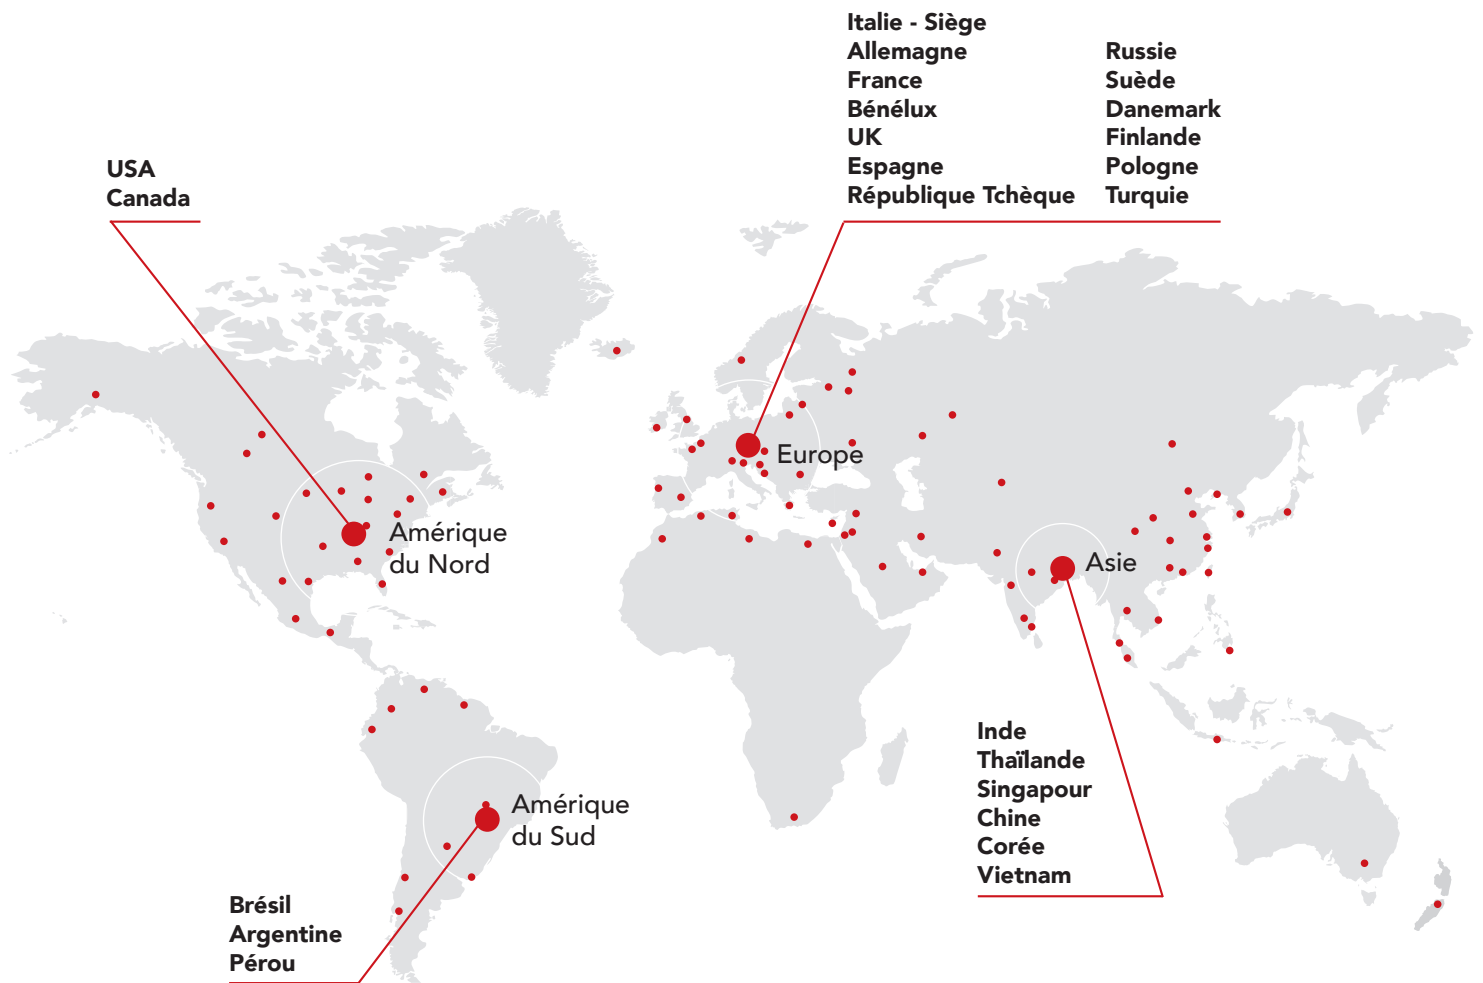 Italie - Siège
Allemagne
France
Bénélux
UK
Espagne
République Tchèque
Russie
Suède
Danemark
Finlande
Pologne
Turquie
USA
Canada
Europe
Amérique
du Nord
Asie
Amérique
du Sud
Inde
Thaïlande
Singapour
Chine
Corée
Vietnam
Brésil
Argentine
Pérou